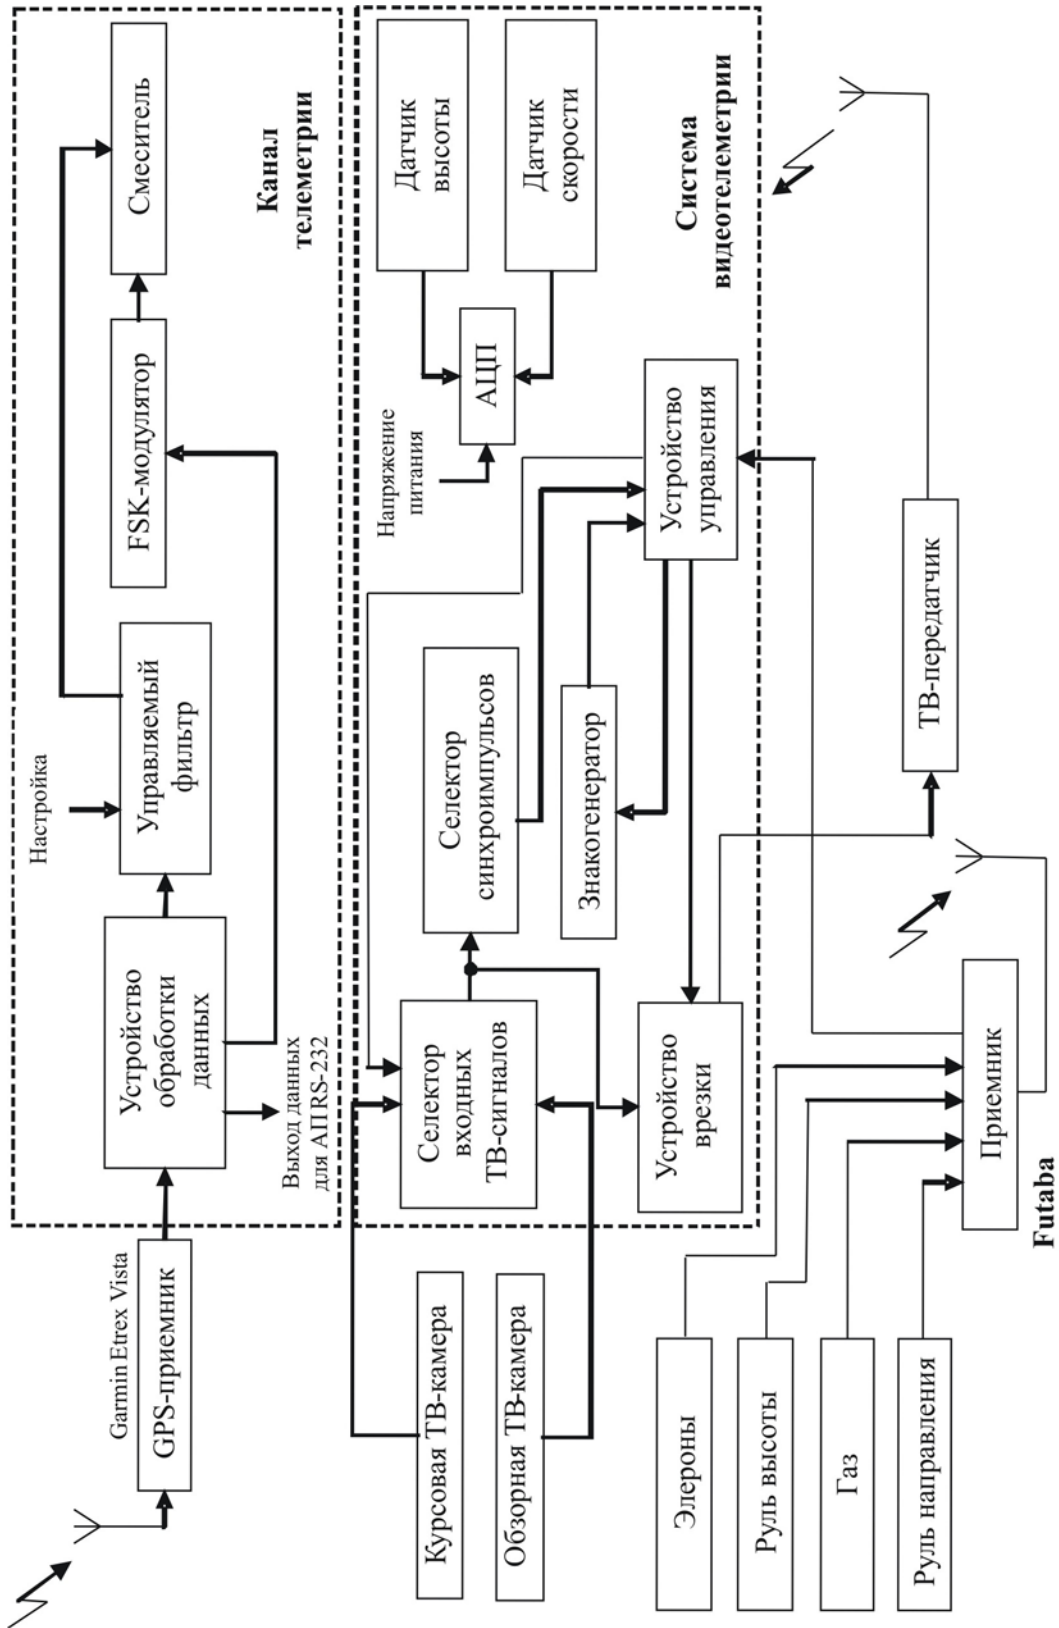 Garmin Etrex Vista
GPS-приемник
Устройство
обработки
данных
Выход данных
для АП RS-232
Настройка
Управляемый
фильтр
FSK-модулятор
Смеситель
Канал
телеметрии
Курсовая ТВ-камера
Обзорная ТВ-камера
Селектор
входных
ТВ-сигналов
Селектор
синхроимпульсов
Напряжение
питания
АЦП
Датчик
высоты
Датчик
скорости
Знакогенератор
Устройство
врезки
Устройство
управления
Система
видотелеметрии
Элероны
Руль высоты
Газ
Руль направления
Приемник
Futaba
ТВ-передатчик